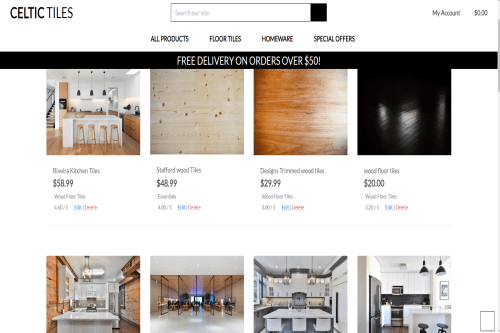 CELTIC TILES
Search our site
My Account
$0.00
ALL PRODUCTS
FLOOR TILES
HOMEWARE
SPECIAL OFFERS
FREE DELIVERY ON ORDERS OVER $50!
Riveira Kitchen Tiles
$58.99
Wood Floor Tiles
4.60 / 5 Edit | Delete
Stafford wood Tiles
$48.99
Essentials
4.80 / 5 Edit | Delete
Designs Trimmed wood tiles
$29.99
Wood Floor Tiles
3.00 / 5 Edit | Delete
wood floor tiles
$20.00
Wood Floor Tiles
3.20 / 5 Edit | Delete